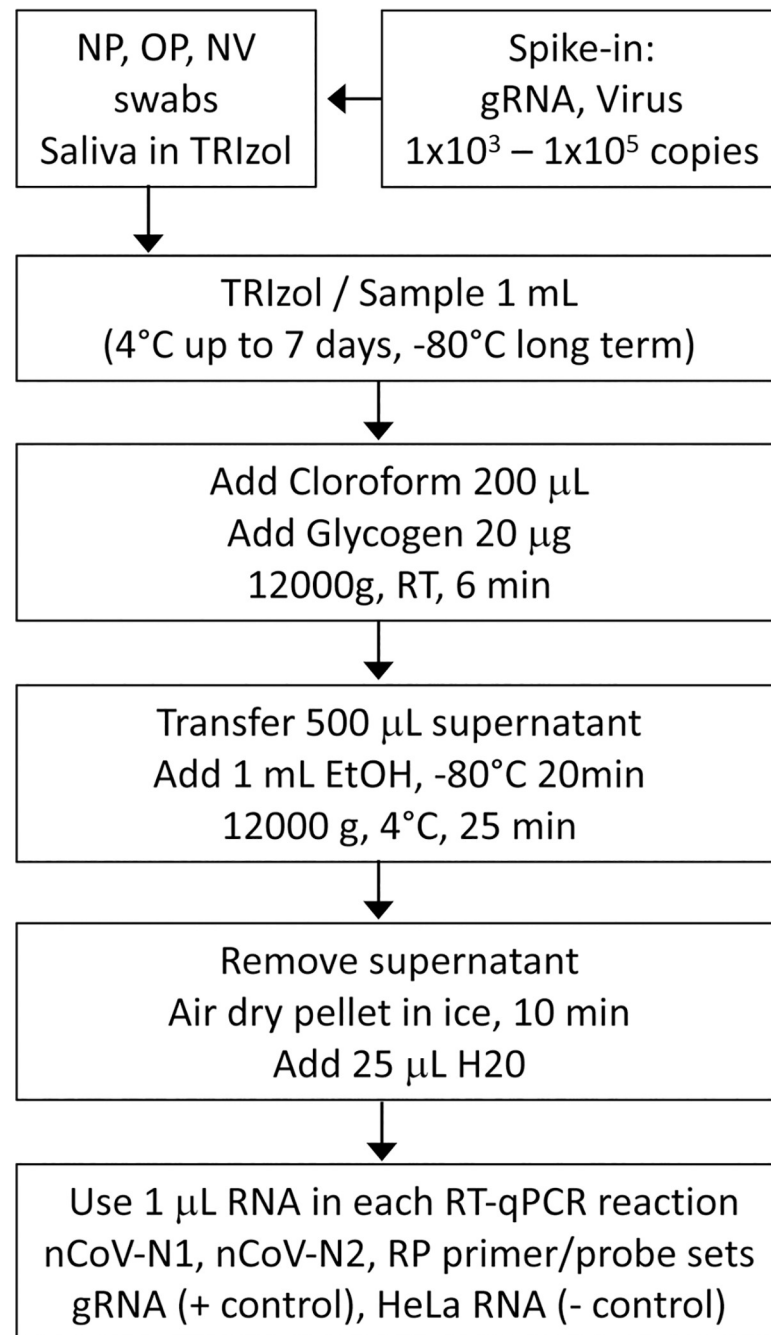 NP, OP, NV
swabs
Saliva in TRIzol
Spike-in:
gRNA, Virus
1x10³ – 1x10⁵ copies
TRIzol / Sample 1 mL
(4°C up to 7 days, -80°C long term)
Add Cloroform 200 μL
Add Glycogen 20 μg
12000g, RT, 6 min
Transfer 500 μL supernatant
Add 1 mL EtOH, -80°C 20min
12000 g, 4°C, 25 min
Remove supernatant
Air dry pellet in ice, 10 min
Add 25 μL H20
Use 1 μL RNA in each RT-qPCR reaction
nCoV-N1, nCoV-N2, RP primer/probe sets
gRNA (+ control), HeLa RNA (- control)